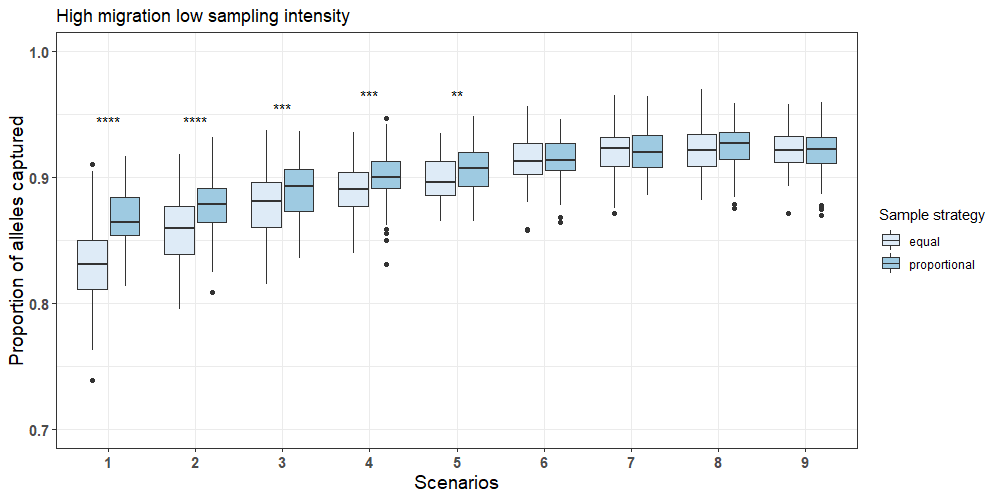 High migration low sampling intensity
Proportion of alleles captured
1.0
0.9
0.8
0.7
****
****
***
***
**
1 2 3 4 5 6 7 8 9
Scenarios
Sample strategy
equal
proportional